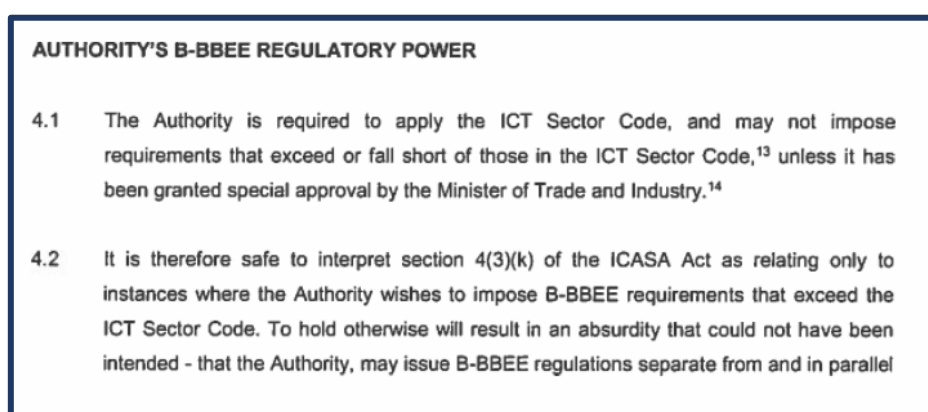 AUTHORITY'S B-BBEE REGULATORY POWER
4.1 The Authority is required to apply the ICT Sector Code, and may not impose
requirements that exceed or fall short of those in the ICT Sector Code,¹³ unless it has
been granted special approval by the Minister of Trade and Industry.¹⁴
4.2 It is therefore safe to interpret section 4(3)(k) of the ICASA Act as relating only to
instances where the Authority wishes to impose B-BBEE requirements that exceed the
ICT Sector Code. To hold otherwise will result in an absurdity that could not have been
intended - that the Authority, may issue B-BBEE regulations separate from and in parallel